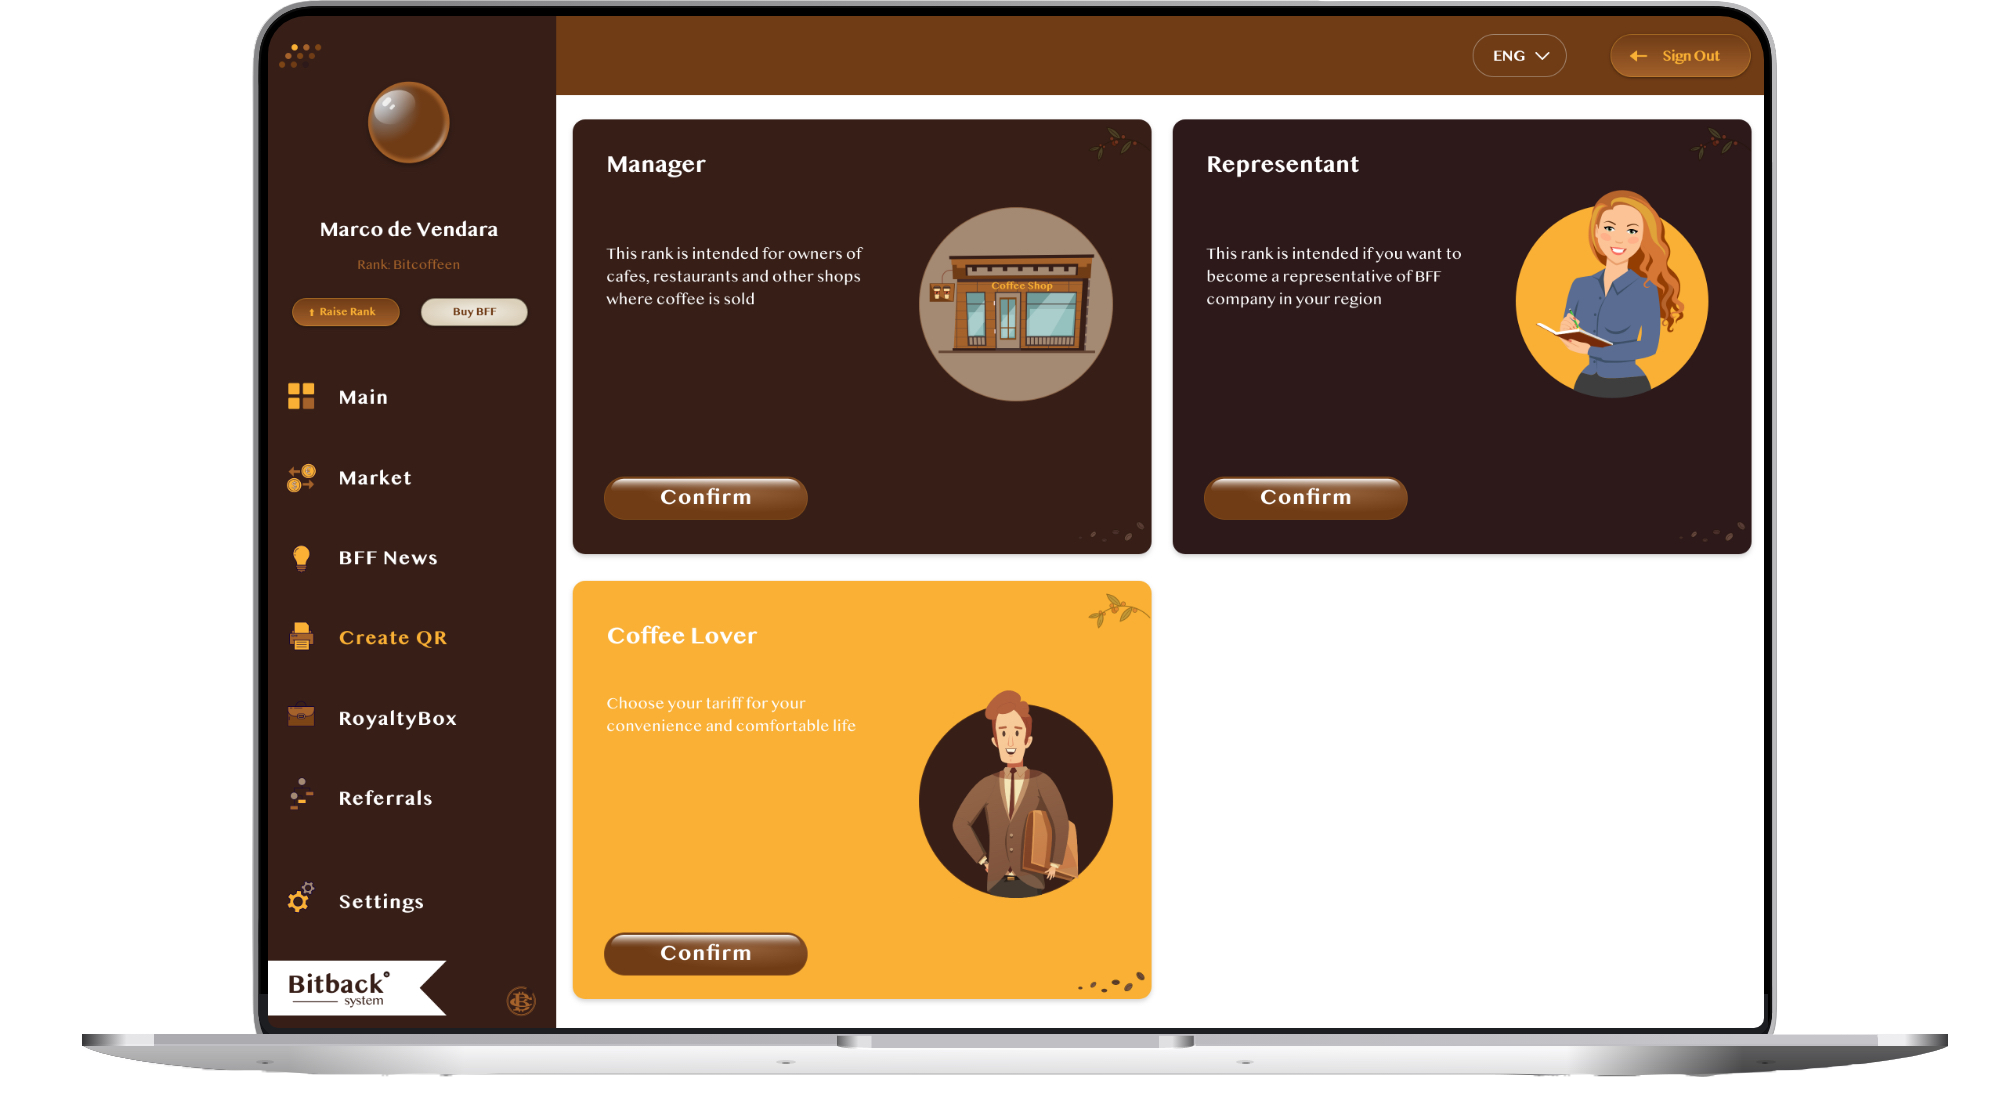 ENG
Sign Out
Marco de Vendara
Rank: Bitcoffeen
Raise Rank
Buy BFF
Main
Market
BFF News
Create QR
RoyaltyBox
Referrals
Settings
Bitback
system
Manager
This rank is intended for owners of
cafes, restaurants and other shops
where coffee is sold
Coffee Shop
Confirm
Representant
This rank is intended if you want to
become a representative of BFF
company in your region
Confirm
Coffee Lover
Choose your tariff for your
convenience and comfortable life
Confirm